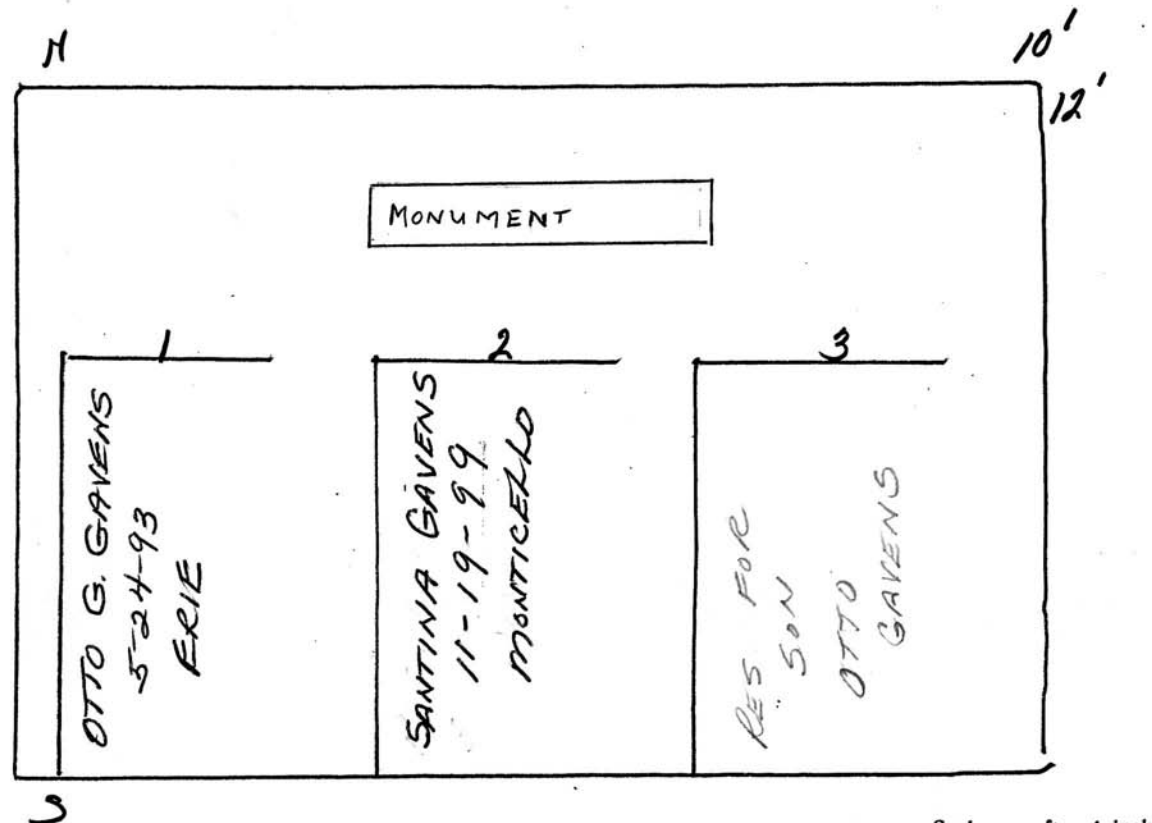 N
10'
12'
MONUMENT
1
OTTO G. GAVENS
5-24-93
ERIE
2
SANTINA GAVENS
11-19-99
MONTICELLO
3
RES FOR
SON
OTTO
GAVENS
S